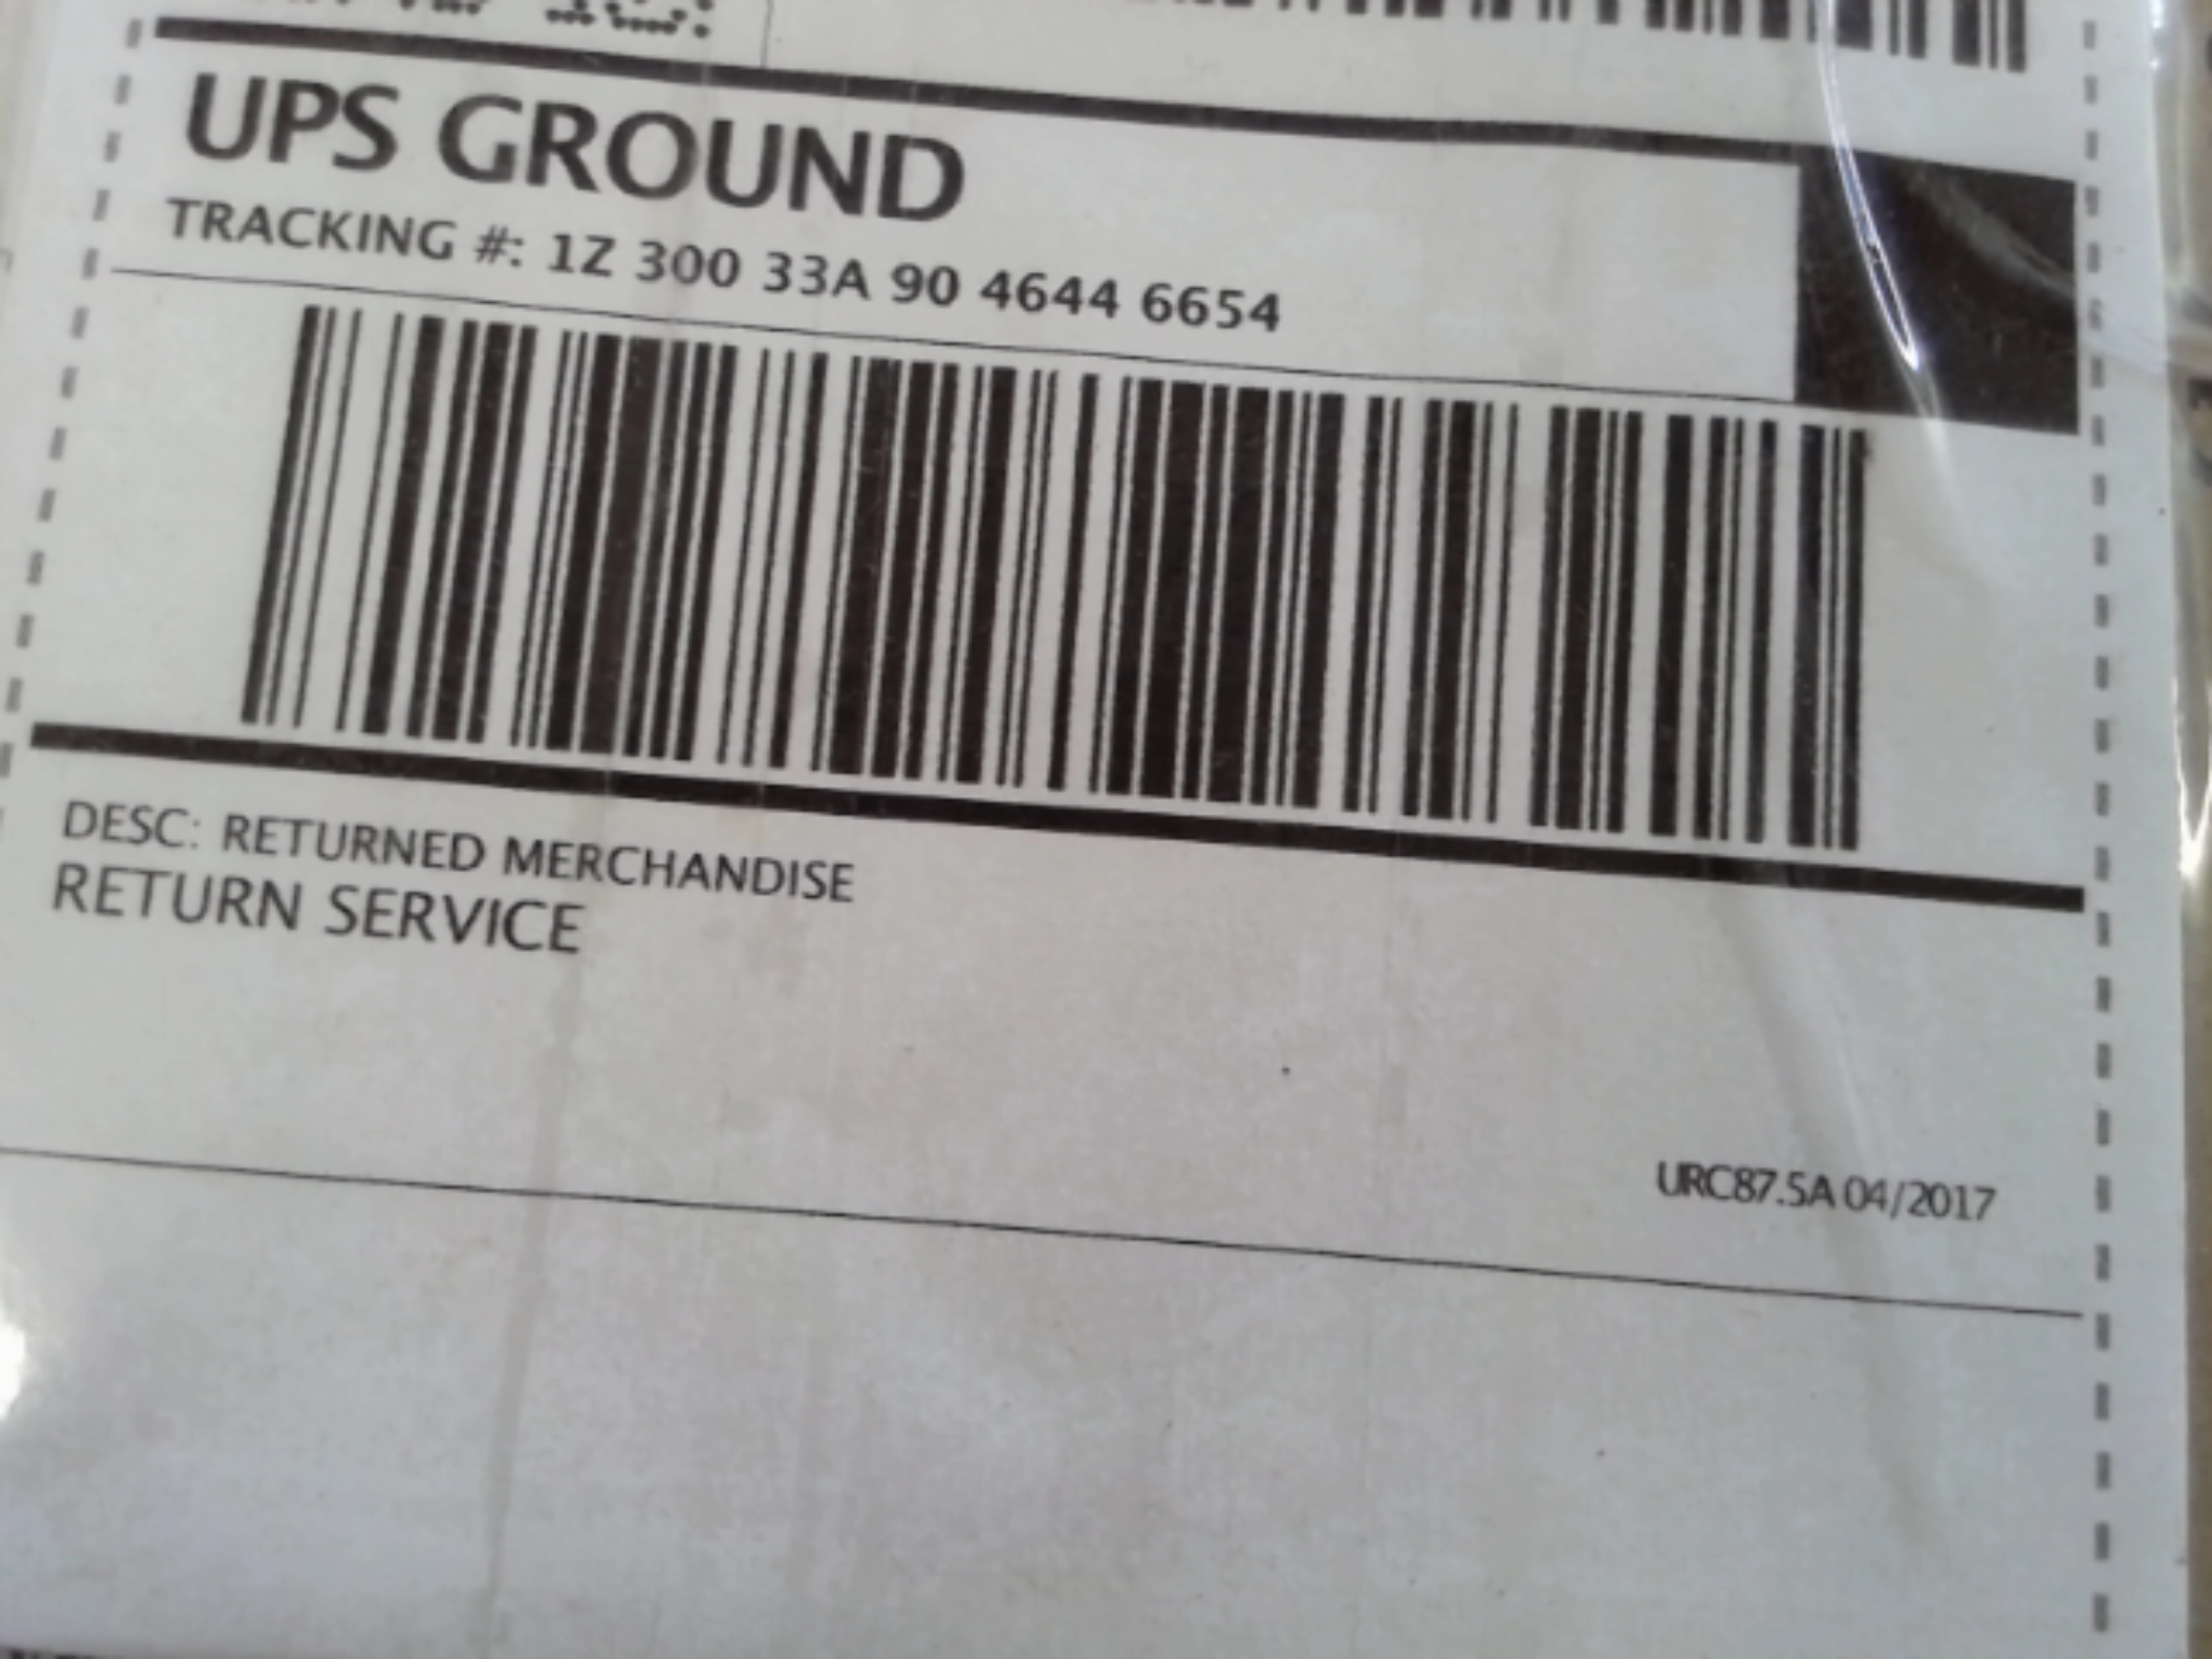 UPS GROUND
TRACKING #: 1Z 300 33A 90 4644 6654
DESC: RETURNED MERCHANDISE
RETURN SERVICE
URC87.5A 04/2017